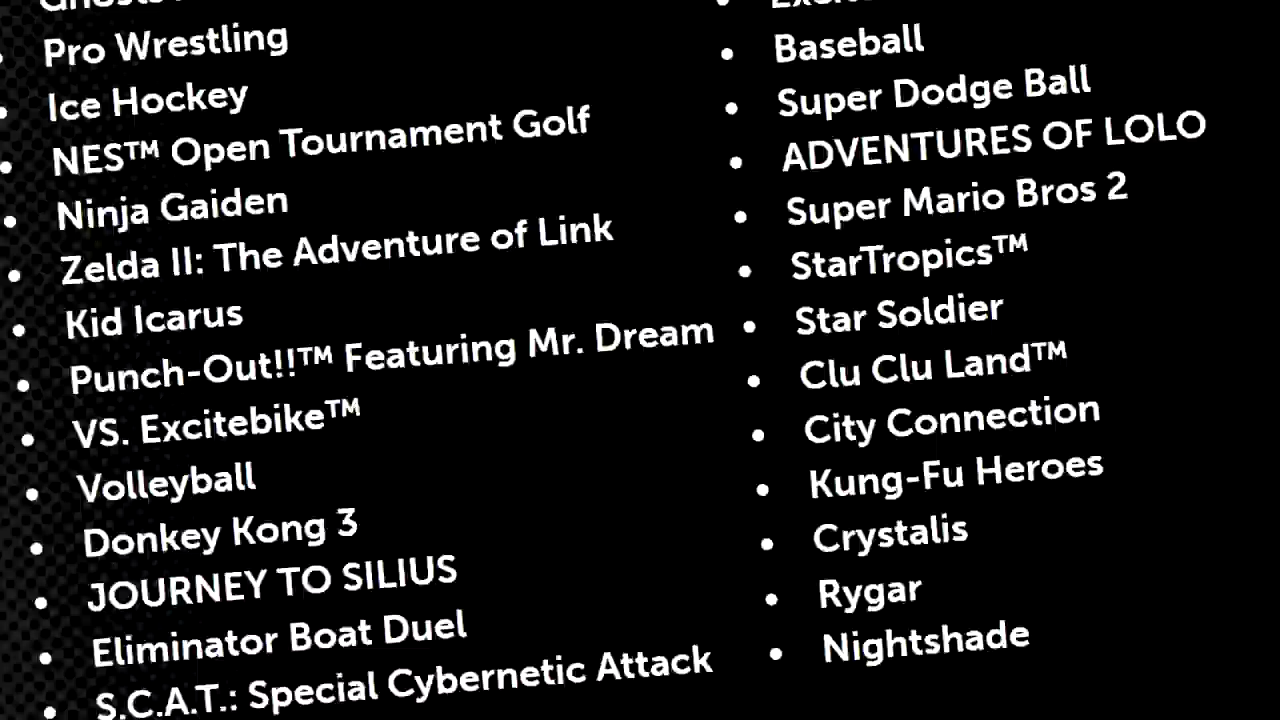 Pro Wrestling
Ice Hockey
NES™ Open Tournament Golf
Ninja Gaiden
Zelda II: The Adventure of Link
Kid Icarus
Punch-Out!!™ Featuring Mr. Dream
VS. Excitebike™
Volleyball
Donkey Kong 3
JOURNEY TO SILIUS
Eliminator Boat Duel
S.C.A.T.: Special Cybernetic Attack
Baseball
Super Dodge Ball
ADVENTURES OF LOLO
Super Mario Bros 2
StarTropics™
Star Soldier
Clu Clu Land™
City Connection
Kung-Fu Heroes
Crystalis
Rygar
Nightshade